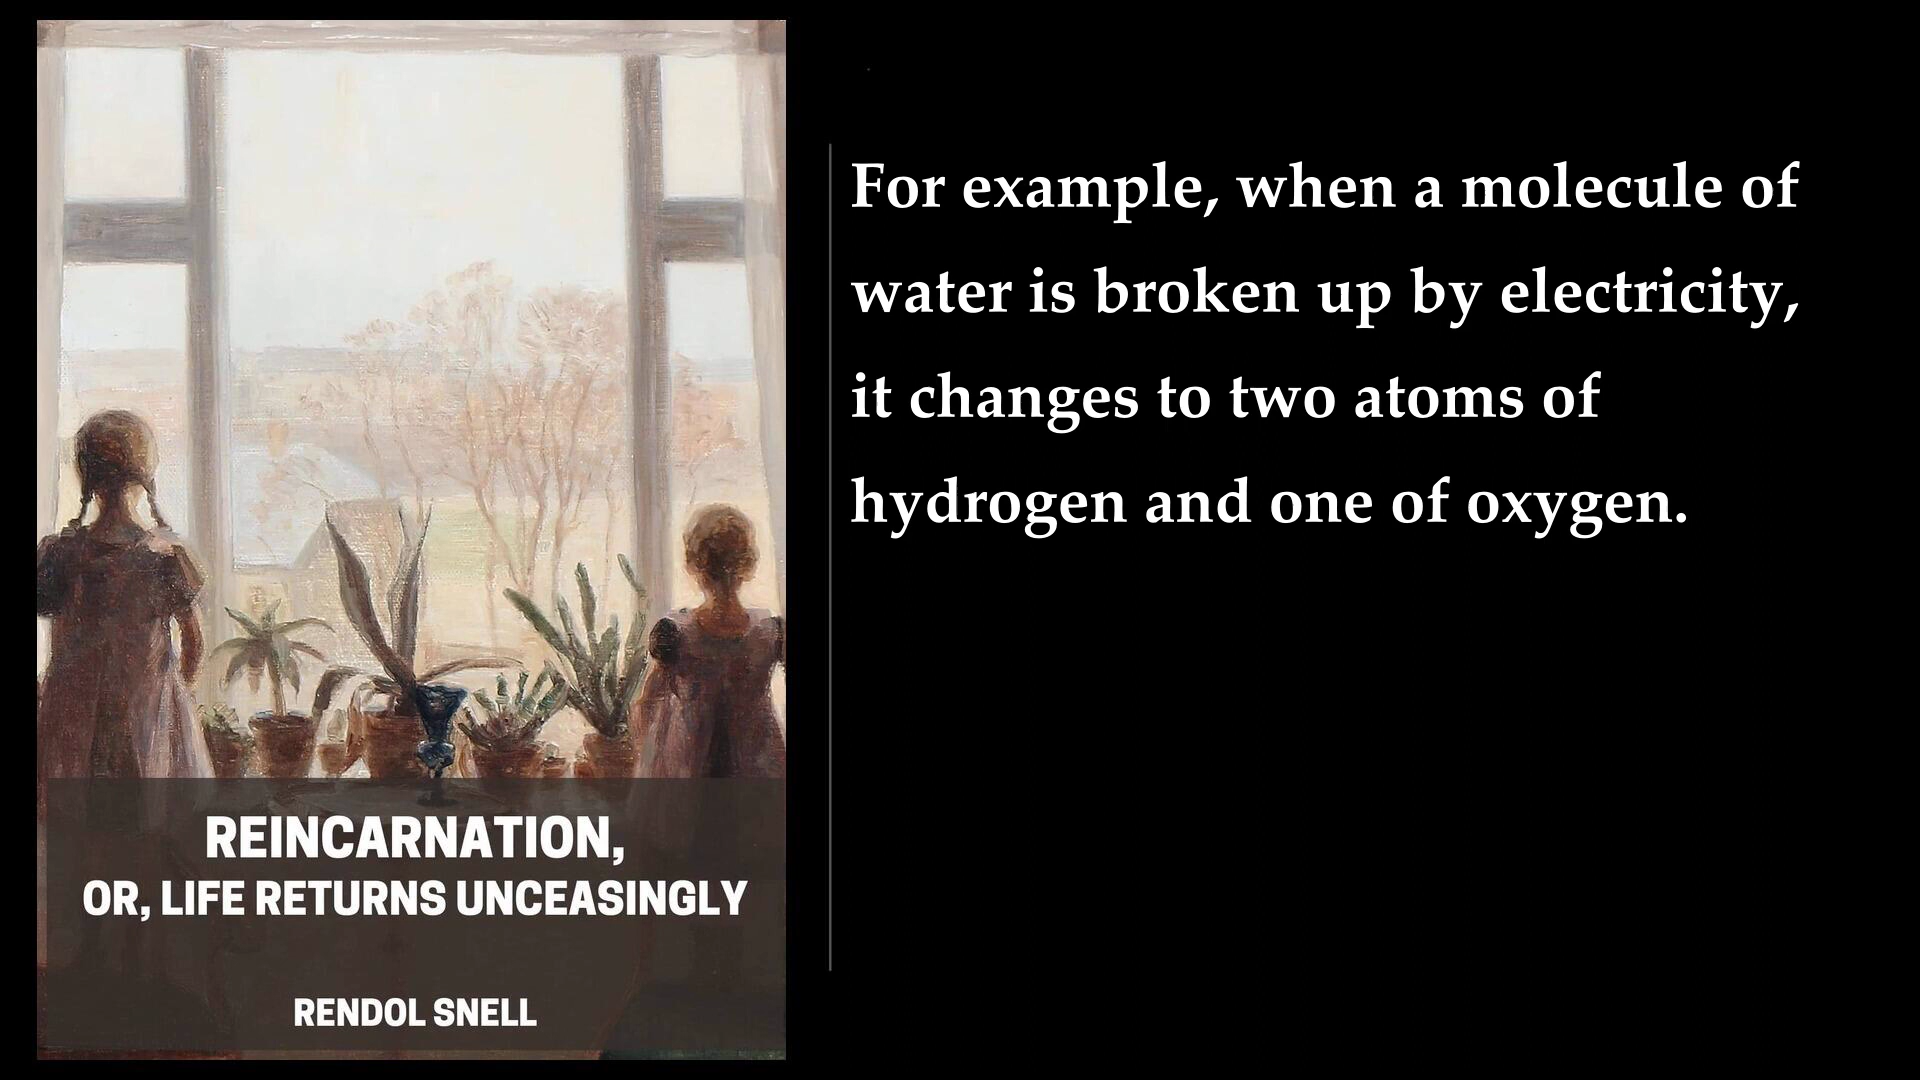 REINCARNATION,
OR, LIFE RETURNS UNCEASINGLY
RENDOL SNELL
For example, when a molecule of
water is broken up by electricity,
it changes to two atoms of
hydrogen and one of oxygen.